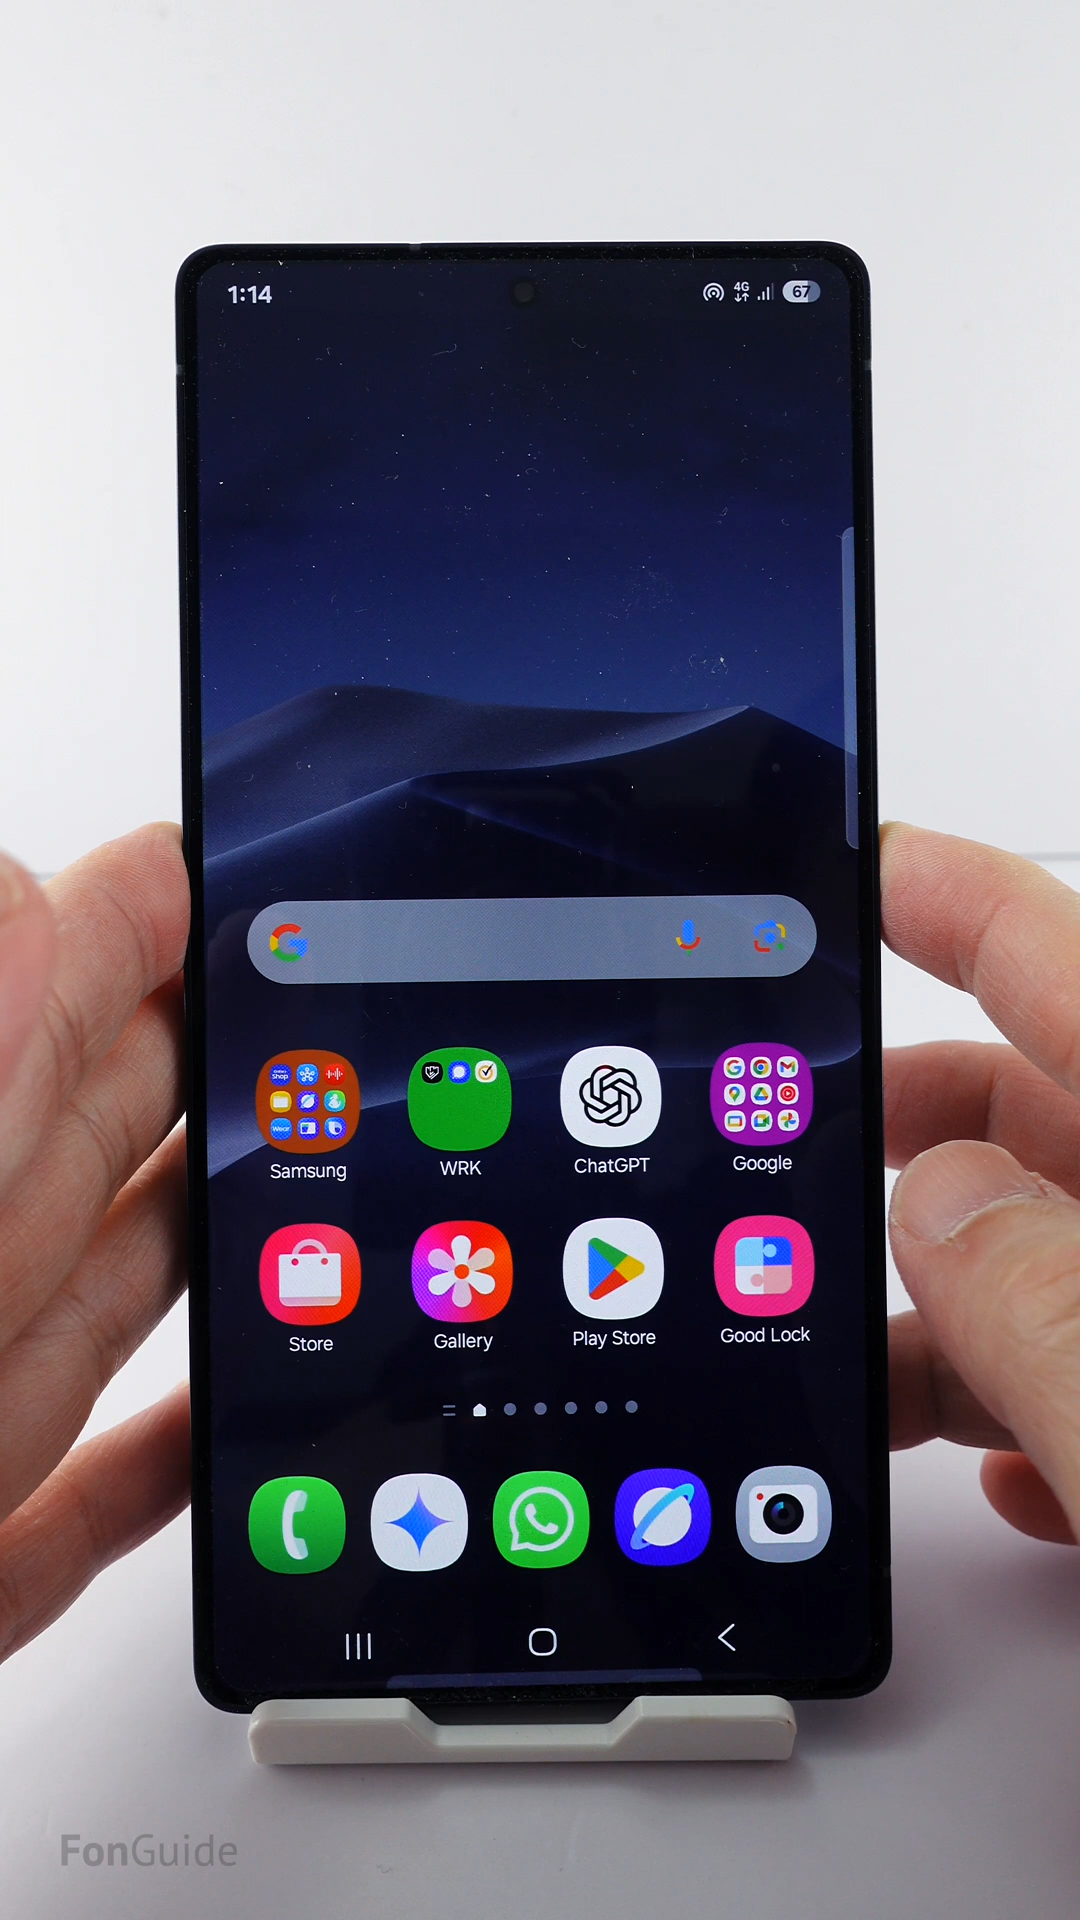 1:14
4G
67
Samsung
WRK
ChatGPT
Google
Store
Gallery
Play Store
Good Lock
FonGuide